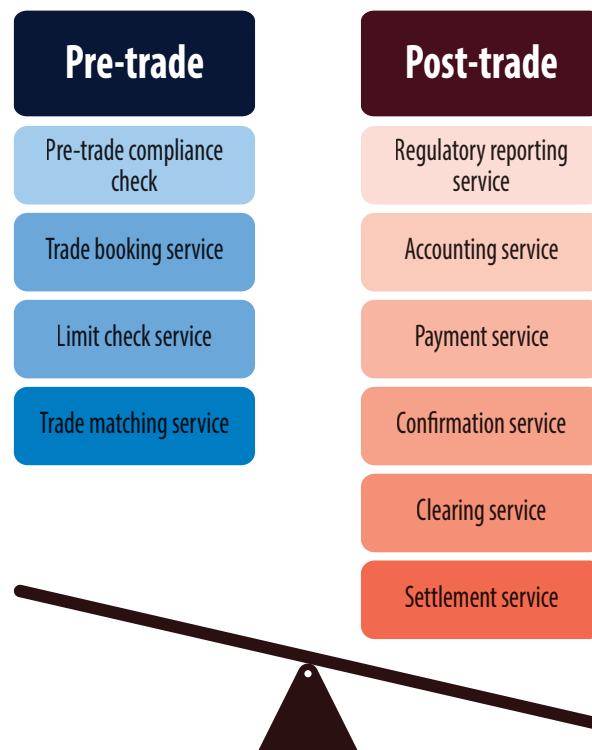 Pre-trade
Pre-trade compliance
check
Trade booking service
Limit check service
Trade matching service
Post-trade
Regulatory reporting
service
Accounting service
Payment service
Confirmation service
Clearing service
Settlement service